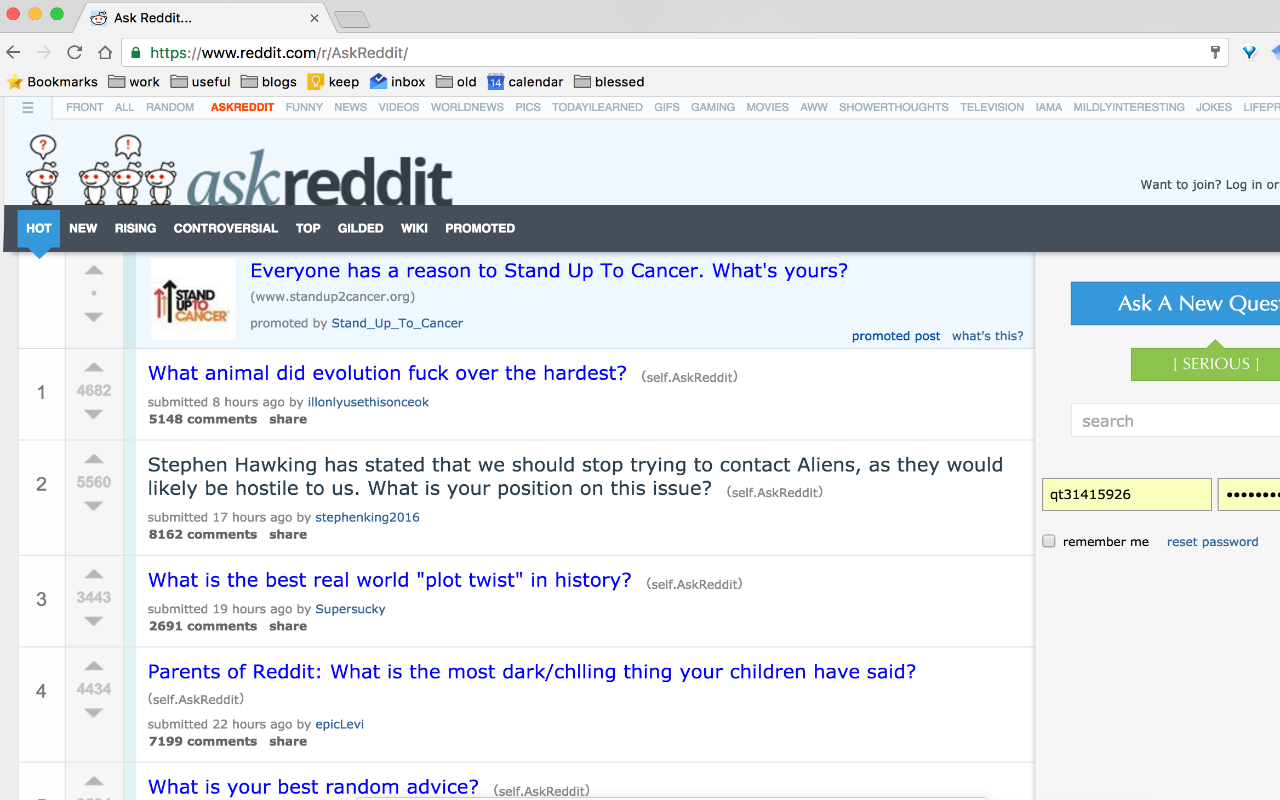 Ask Reddit...
https://www.reddit.com/r/AskReddit/
Bookmarks work useful blogs keep inbox old 14 calendar blessed
FRONT ALL RANDOM ASKREDDIT FUNNY NEWS VIDEOS WORLDNEWS PICS TODAYILEARNED GIFS GAMING MOVIES AWW SHOWERTHOUGHTS TELEVISION IAMA MILDLYINTERESTING JOKES LIFEPR
? !
askreddit
Want to join? Log in or
HOT NEW RISING CONTROVERSIAL TOP GILDED WIKI PROMOTED
STAND
UP TO
CANCER
Everyone has a reason to Stand Up To Cancer. What's yours?
(www.standup2cancer.org)
promoted by Stand_Up_To_Cancer
promoted post what's this?
1
4682
What animal did evolution fuck over the hardest? (self.AskReddit)
submitted 8 hours ago by illonlyusethisonceok
5148 comments share
2
5560
Stephen Hawking has stated that we should stop trying to contact Aliens, as they would
likely be hostile to us. What is your position on this issue? (self.AskReddit)
submitted 17 hours ago by stephenking2016
8162 comments share
3
3443
What is the best real world "plot twist" in history? (self.AskReddit)
submitted 19 hours ago by Supersucky
2691 comments share
4
4434
Parents of Reddit: What is the most dark/chlling thing your children have said?
(self.AskReddit)
submitted 22 hours ago by epicLevi
7199 comments share
What is your best random advice? (self.AskReddit)
Ask A New Quest
[ SERIOUS ]
search
qt31415926 ••••••••
remember me reset password